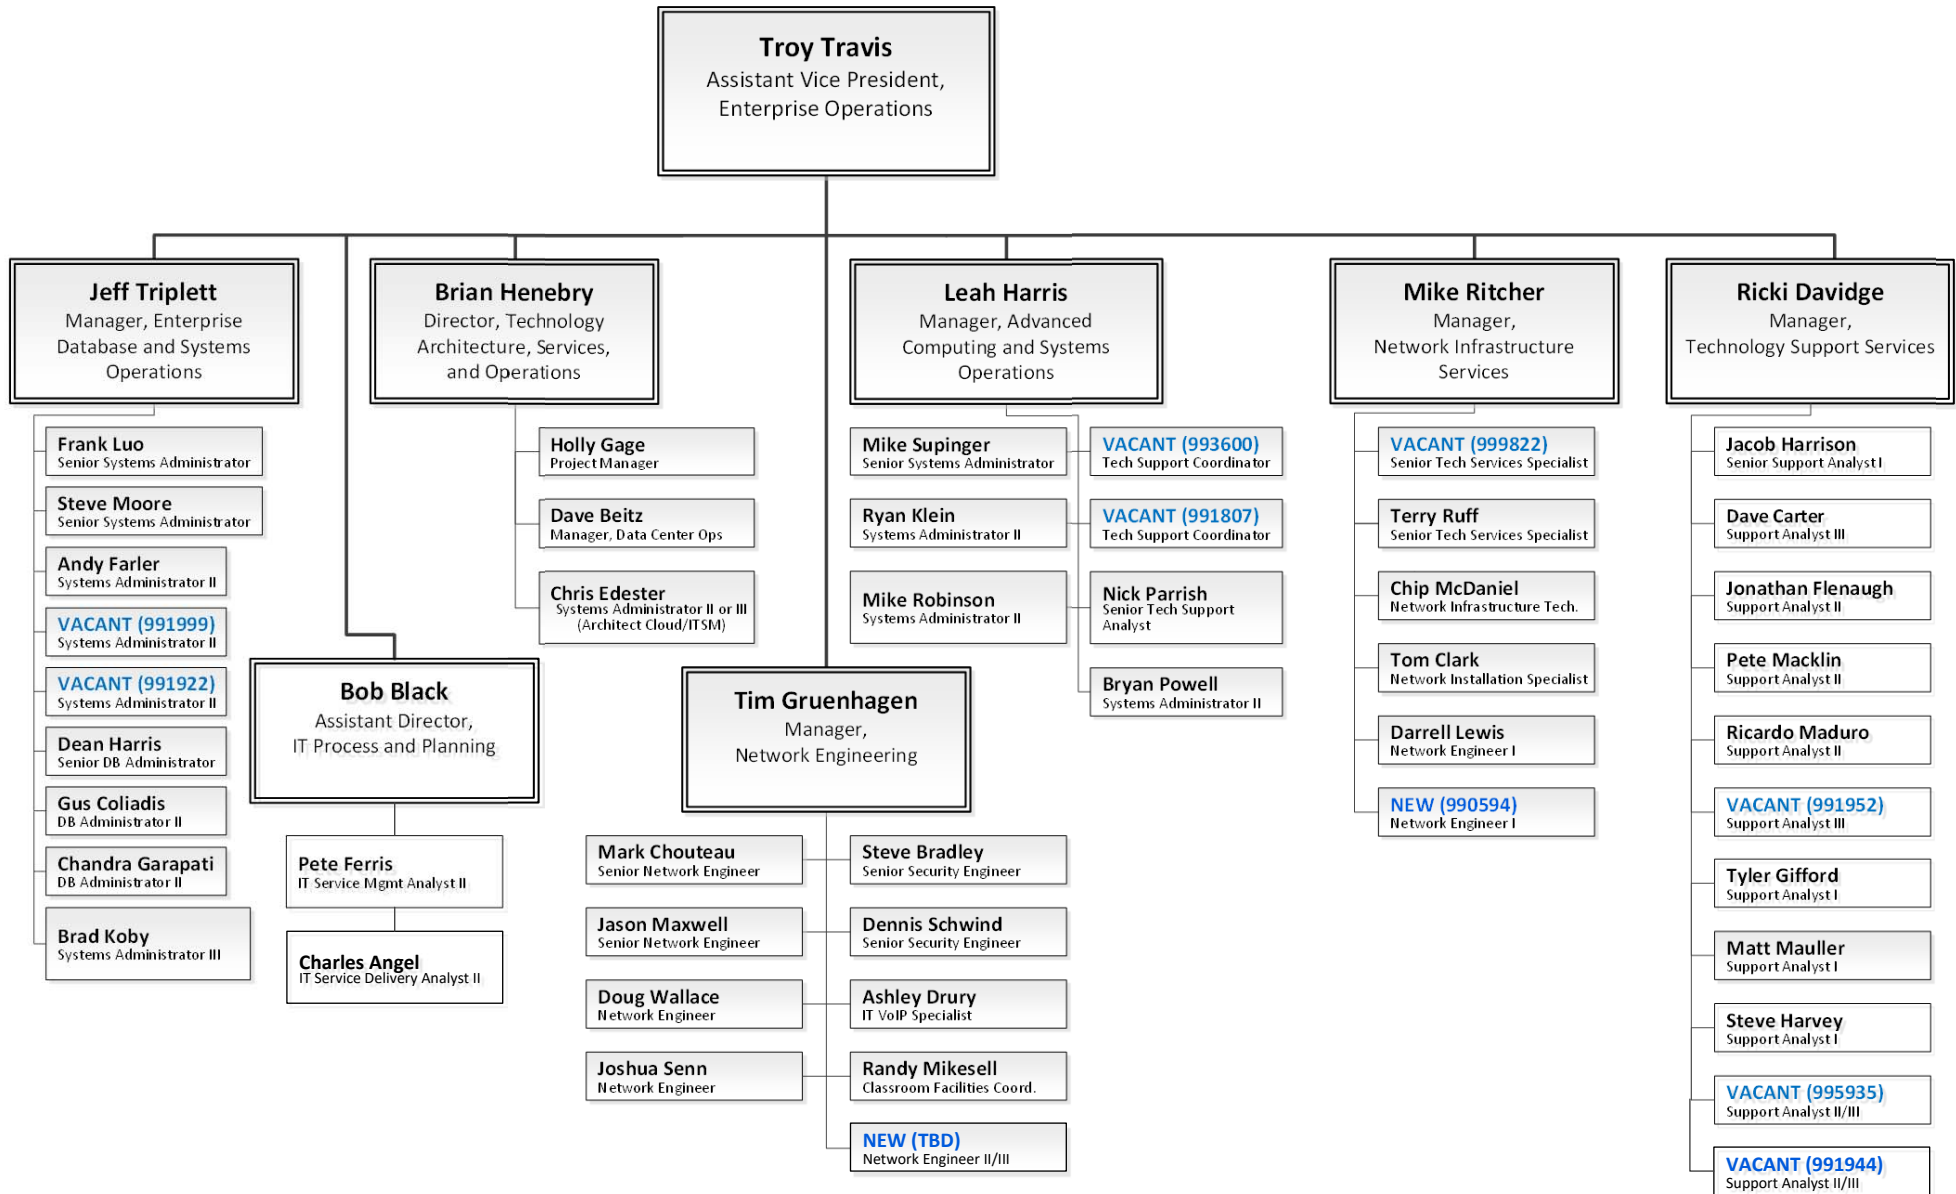 Troy Travis
Assistant Vice President,
Enterprise Operations
Jeff Triplett
Manager, Enterprise
Database and Systems
Operations
Frank Luo
Senior Systems Administrator
Steve Moore
Senior Systems Administrator
Andy Farler
Systems Administrator II
VACANT (991999)
Systems Administrator II
VACANT (991922)
Systems Administrator II
Dean Harris
Senior DB Administrator
Gus Coliadis
DB Administrator II
Chandra Garapati
DB Administrator II
Brad Koby
Systems Administrator III
Bob Black
Assistant Director,
IT Process and Planning
Pete Ferris
IT Service Mgmt Analyst II
Charles Angel
IT Service Delivery Analyst II
Brian Henebry
Director, Technology
Architecture, Services,
and Operations
Holly Gage
Project Manager
Dave Beitz
Manager, Data Center Ops
Chris Edester
Systems Administrator II or III
(Architect Cloud/ITSM)
Tim Gruenhagen
Manager,
Network Engineering
Mark Chouteau
Senior Network Engineer
Jason Maxwell
Senior Network Engineer
Doug Wallace
Network Engineer
Joshua Senn
Network Engineer
Steve Bradley
Senior Security Engineer
Dennis Schwind
Senior Security Engineer
Ashley Drury
IT VoIP Specialist
Randy Mikesell
Classroom Facilities Coord.
NEW (TBD)
Network Engineer II/III
Leah Harris
Manager, Advanced
Computing and Systems
Operations
Mike Supinger
Senior Systems Administrator
Ryan Klein
Systems Administrator II
Mike Robinson
Systems Administrator II
VACANT (993600)
Tech Support Coordinator
VACANT (991807)
Tech Support Coordinator
Nick Parrish
Senior Tech Support
Analyst
Bryan Powell
Systems Administrator II
Mike Ritcher
Manager,
Network Infrastructure
Services
VACANT (999822)
Senior Tech Services Specialist
Terry Ruff
Senior Tech Services Specialist
Chip McDaniel
Network Infrastructure Tech.
Tom Clark
Network Installation Specialist
Darrell Lewis
Network Engineer I
NEW (990594)
Network Engineer I
Ricki Davidge
Manager,
Technology Support Services
Jacob Harrison
Senior Support Analyst I
Dave Carter
Support Analyst III
Jonathan Flenaugh
Support Analyst II
Pete Macklin
Support Analyst II
Ricardo Maduro
Support Analyst II
VACANT (991952)
Support Analyst III
Tyler Gifford
Support Analyst I
Matt Mauller
Support Analyst I
Steve Harvey
Support Analyst I
VACANT (995935)
Support Analyst II/III
VACANT (991944)
Support Analyst II/III